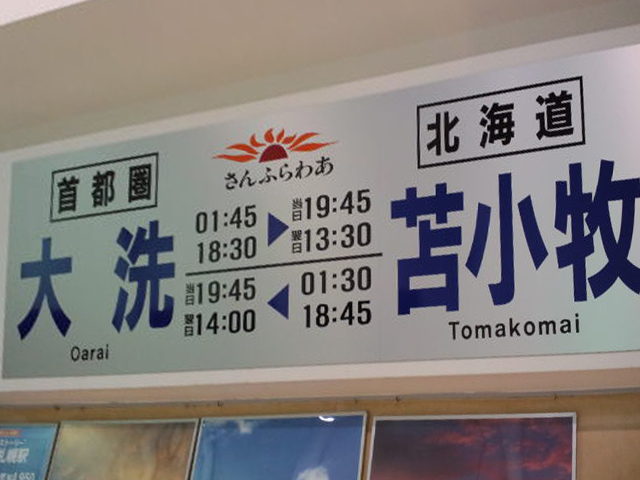 首都圏
大洗
Oarai
さんふらわあ
01:45 当日19:45
18:30 翌日13:30
当日19:45 01:30
翌日14:00 18:45
北海道
苫小牧
Tomakomai